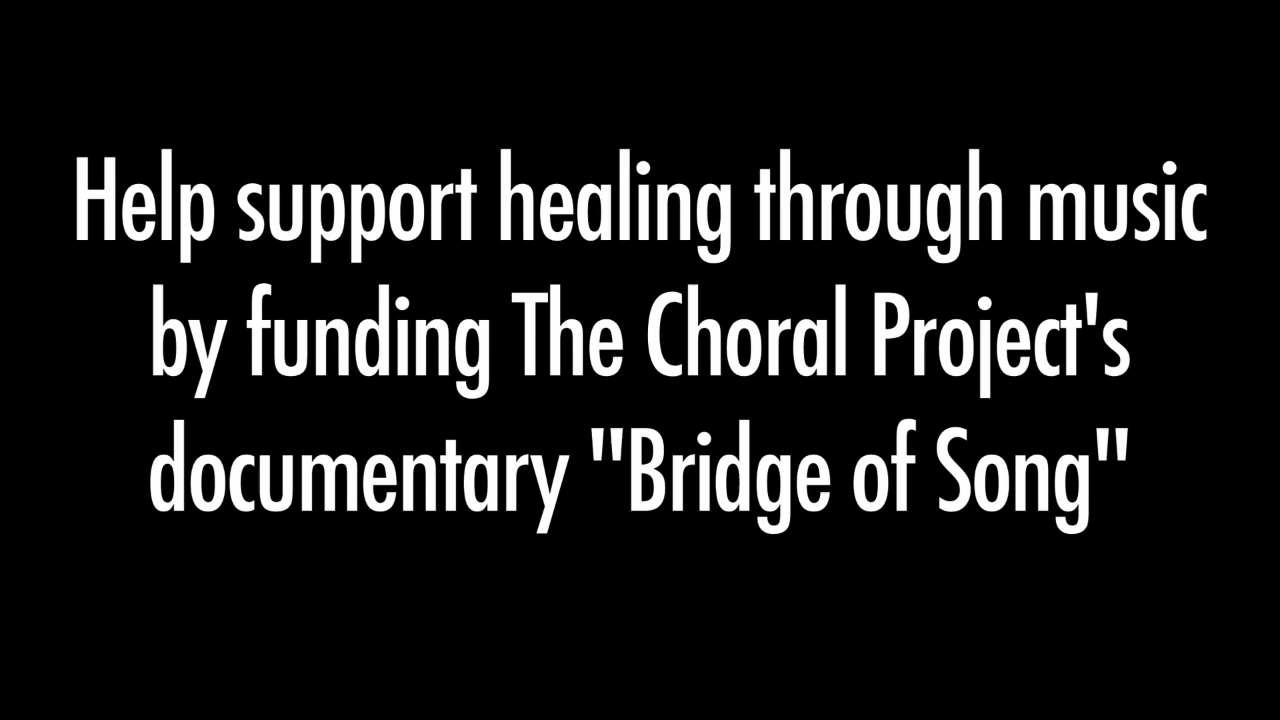 Help support healing through music
by funding The Choral Project's
documentary "Bridge of Song"